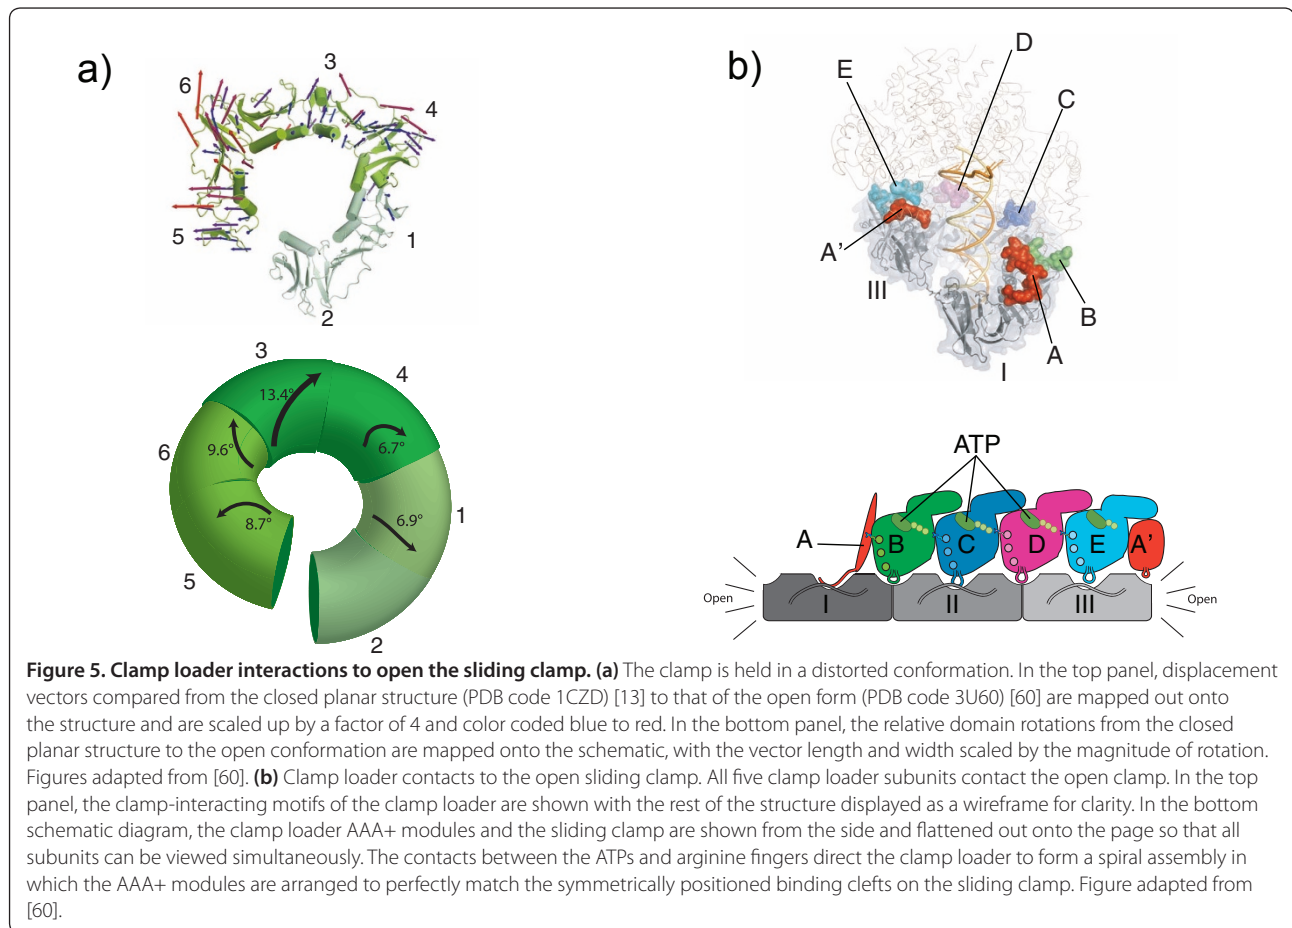 a)
3
6
4
5
1
2
b)
D
E
C
A’
III
B
A
I
3
4
13.4°
6
9.6°
6.7°
8.7°
6.9°
1
5
2
ATP
A
B
C
D
E
A’
Open
I
II
III
Open
Figure 5. Clamp loader interactions to open the sliding clamp. (a) The clamp is held in a distorted conformation. In the top panel, displacement
vectors compared from the closed planar structure (PDB code 1CZD) [13] to that of the open form (PDB code 3U60) [60] are mapped out onto
the structure and are scaled up by a factor of 4 and color coded blue to red. In the bottom panel, the relative domain rotations from the closed
planar structure to the open conformation are mapped onto the schematic, with the vector length and width scaled by the magnitude of rotation.
Figures adapted from [60]. (b) Clamp loader contacts to the open sliding clamp. All five clamp loader subunits contact the open clamp. In the top
panel, the clamp-interacting motifs of the clamp loader are shown with the rest of the structure displayed as a wireframe for clarity. In the bottom
schematic diagram, the clamp loader AAA+ modules and the sliding clamp are shown from the side and flattened out onto the page so that all
subunits can be viewed simultaneously. The contacts between the ATPs and arginine fingers direct the clamp loader to form a spiral assembly in
which the AAA+ modules are arranged to perfectly match the symmetrically positioned binding clefts on the sliding clamp. Figure adapted from
[60].